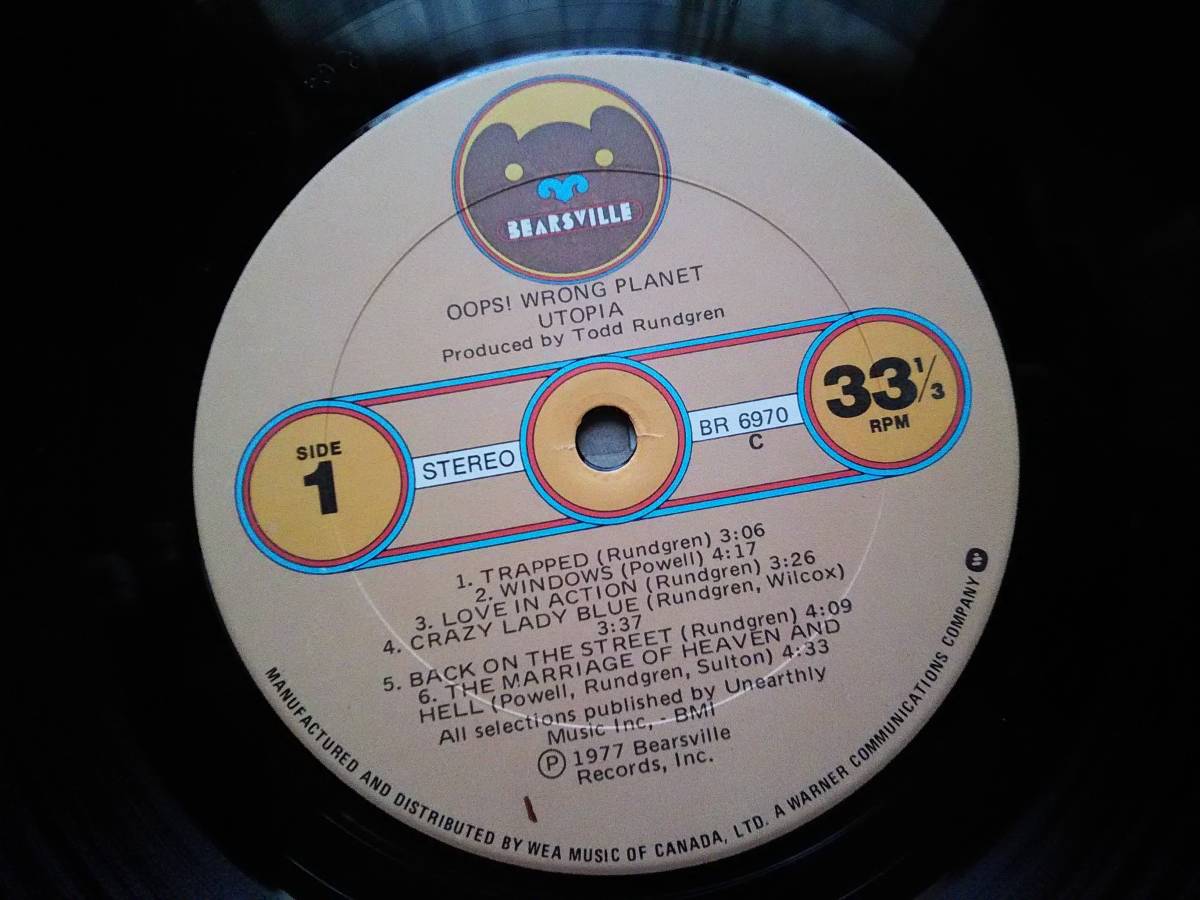 BEARSVILLE
OOPS! WRONG PLANET
UTOPIA
Produced by Todd Rundgren
SIDE
1
STEREO
BR 6970
C
33 1/3
RPM
1. TRAPPED (Rundgren) 3:06
2. WINDOWS (Powell) 4:17
3. LOVE IN ACTION (Rundgren) 3:26
4. CRAZY LADY BLUE (Rundgren, Wilcox)
3:37
5. BACK ON THE STREET (Rundgren) 4:09
6. THE MARRIAGE OF HEAVEN AND
HELL (Powell, Rundgren, Sulton) 4:33
All selections published by Unearthly
Music Inc, - BMI
Ⓟ 1977 Bearsville
Records, Inc.
MANUFACTURED AND DISTRIBUTED BY WEA MUSIC OF CANADA, LTD. A WARNER COMMUNICATIONS COMPANY